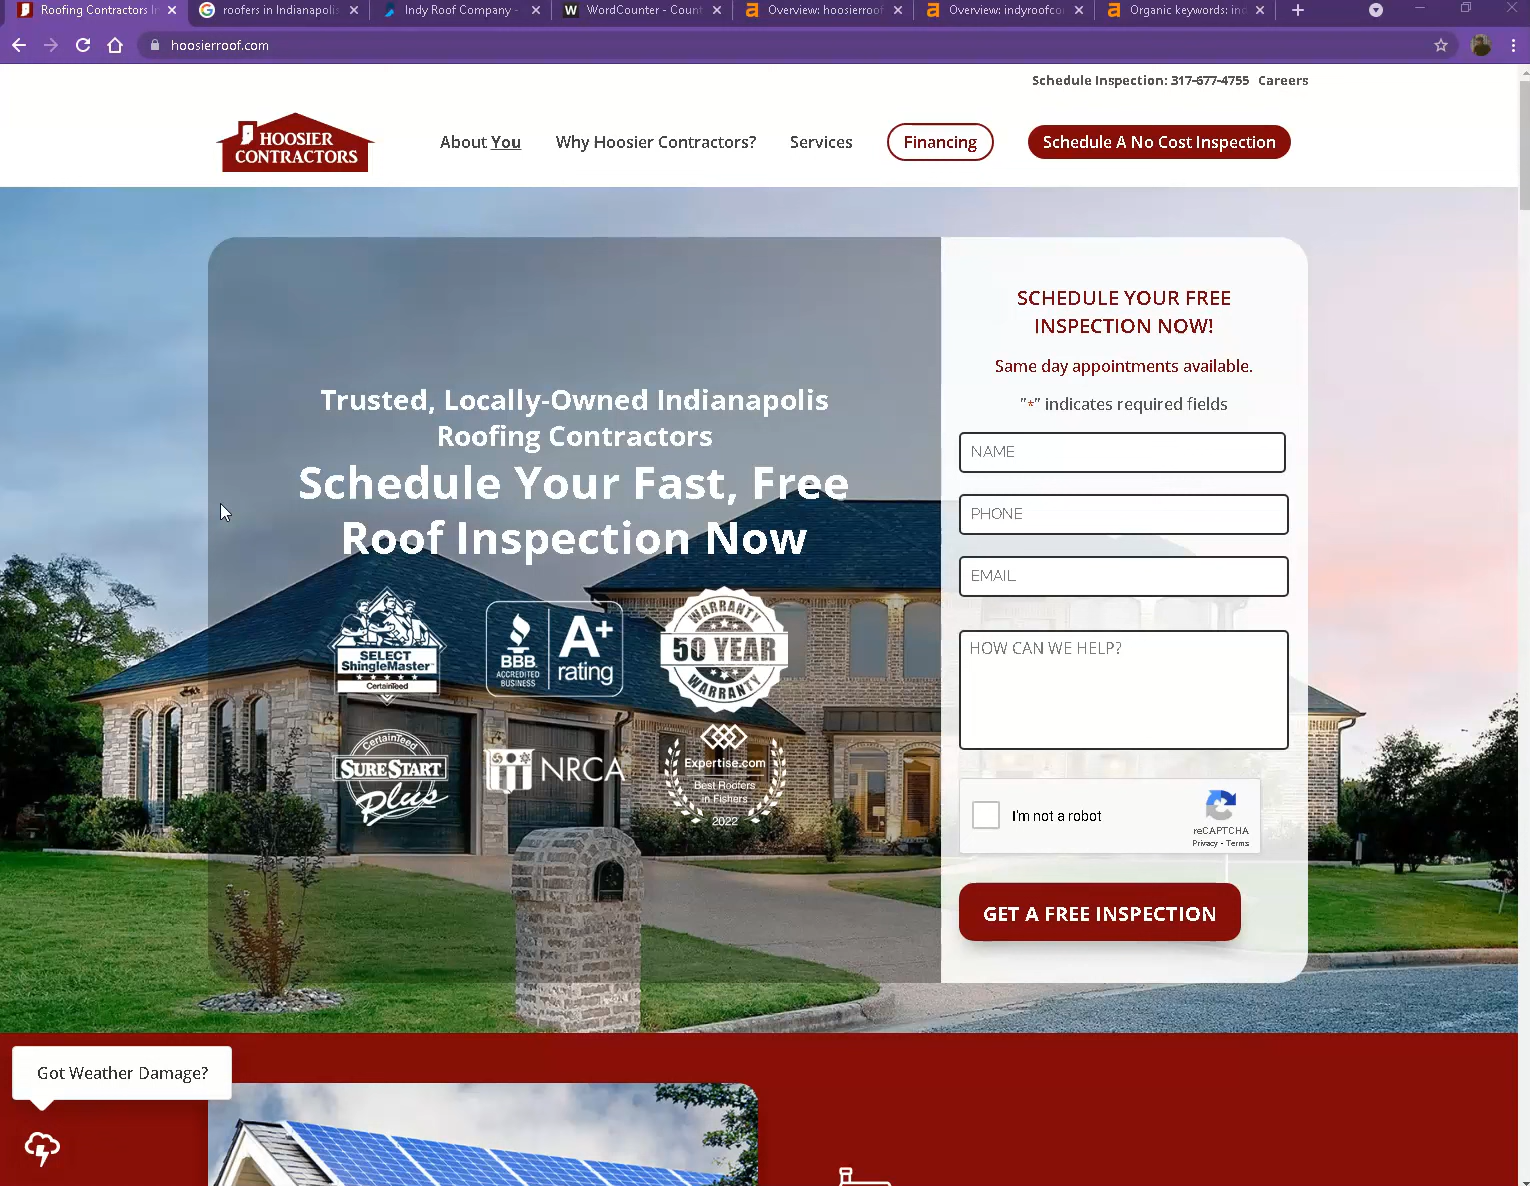 Roofing Contractors I
roofers in Indianapolis
Indy Roof Company -
WordCounter - Count
Overview: hoosierroof
Overview: indyroofco
Organic keywords: ind
hoosierroof.com
Schedule Inspection: 317-677-4755 Careers
HOOSIER
CONTRACTORS
About You
Why Hoosier Contractors?
Services
Financing
Schedule A No Cost Inspection
Trusted, Locally-Owned Indianapolis
Roofing Contractors
Schedule Your Fast, Free
Roof Inspection Now
SELECT
ShingleMaster™
CertainTeed
BBB.
ACCREDITED
BUSINESS
A+
rating
WARRANTY
50 YEAR
WARRANTY
CertainTeed
SURESTART
Plus
NRCA
Expertise.com
Best Roofers
in Fishers
2022
SCHEDULE YOUR FREE
INSPECTION NOW!
Same day appointments available.
"*" indicates required fields
NAME
PHONE
EMAIL
HOW CAN WE HELP?
I'm not a robot
reCAPTCHA
Privacy - Terms
GET A FREE INSPECTION
Got Weather Damage?